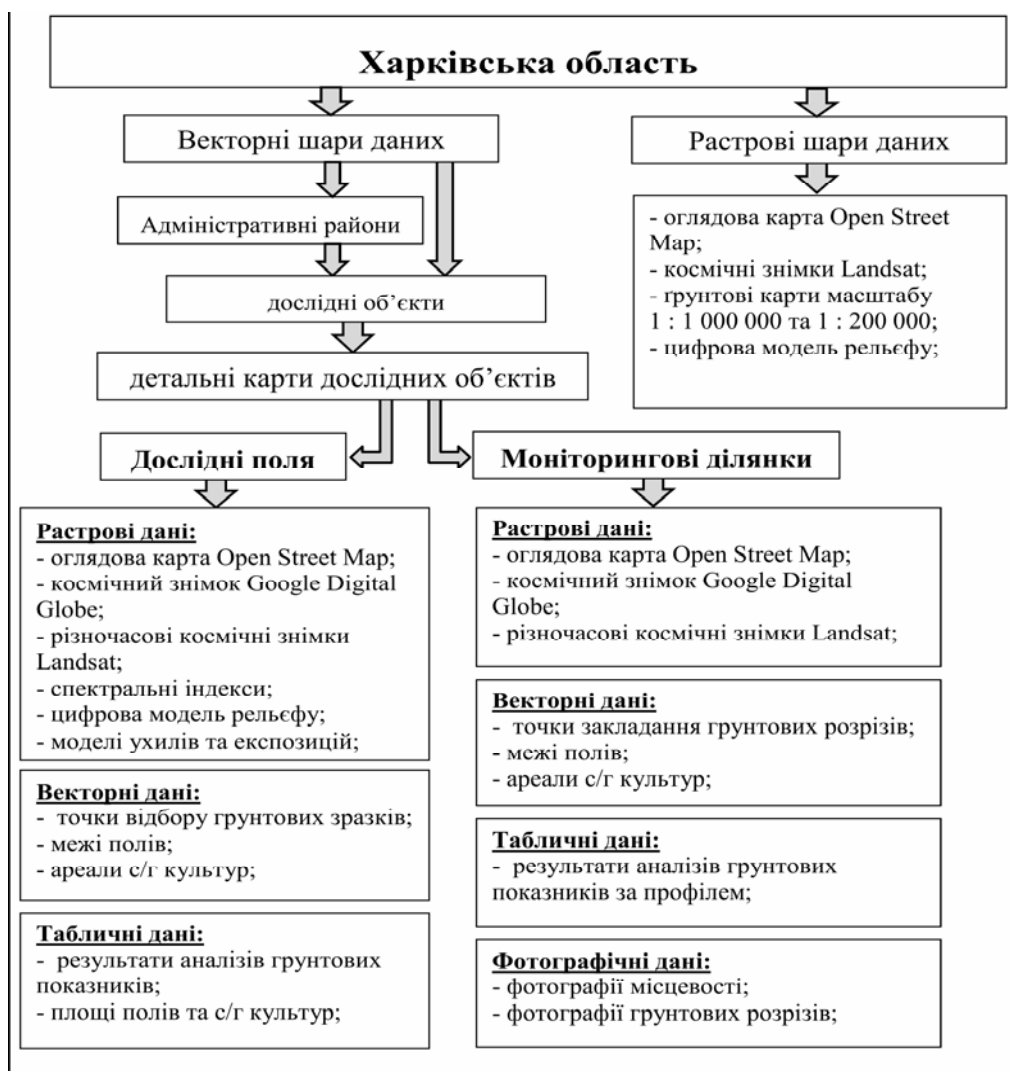 Харківська область
Векторні шари даних
Растрові шари даних
Адміністративні райони
дослідні об’єкти
детальні карти дослідних об’єктів
- оглядова карта Open Street
Map;
- космічні знімки Landsat;
- ґрунтові карти масштабу
1 : 1 000 000 та 1 : 200 000;
- цифрова модель рельєфу;
Дослідні поля
Растрові дані:
- оглядова карта Open Street Map;
- космічний знімок Google Digital
Globe;
- різночасові космічні знімки
Landsat;
- спектральні індекси;
- цифрова модель рельєфу;
- моделі ухилів та експозицій;
Векторні дані:
- точки відбору грунтових зразків;
- межі полів;
- ареали с/г культур;
Табличні дані:
- результати аналізів грунтових
показників;
- площі полів та с/г культур;
Моніторингові ділянки
Растрові дані:
- оглядова карта Open Street Map;
- космічний знімок Google Digital
Globe;
- різночасові космічні знімки Landsat;
Векторні дані:
- точки закладання грунтових розрізів;
- межі полів;
- ареали с/г культур;
Табличні дані:
- результати аналізів грунтових
показників за профілем;
Фотографічні дані:
- фотографії місцевості;
- фотографії грунтових розрізів;